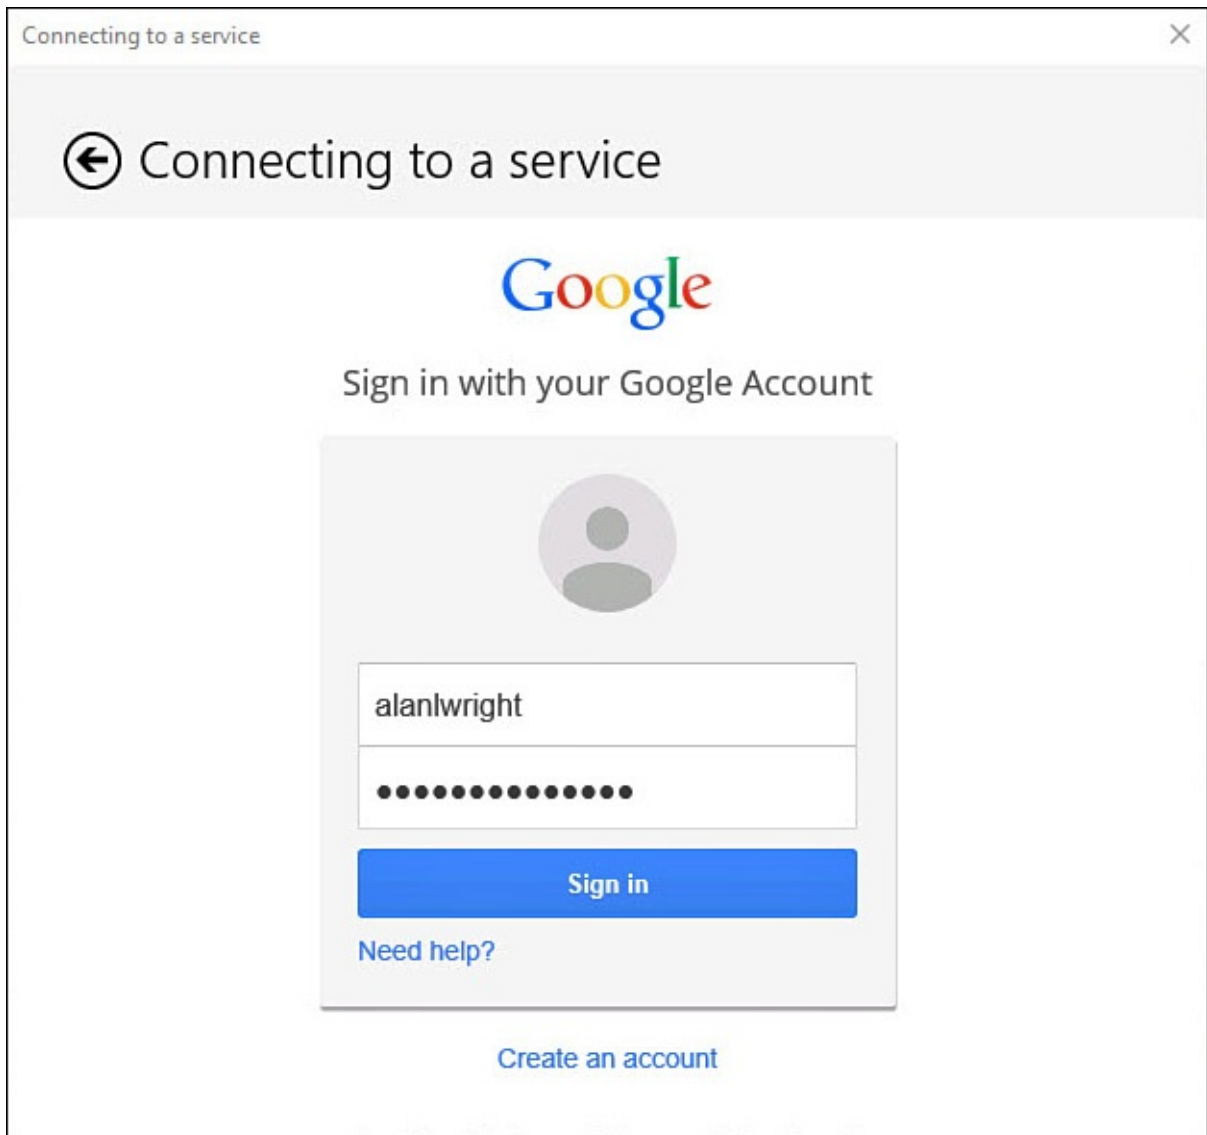 Connecting to a service
Connecting to a service
Google
Sign in with your Google Account
alanlwright
••••••••••••••
Sign in
Need help?
Create an account